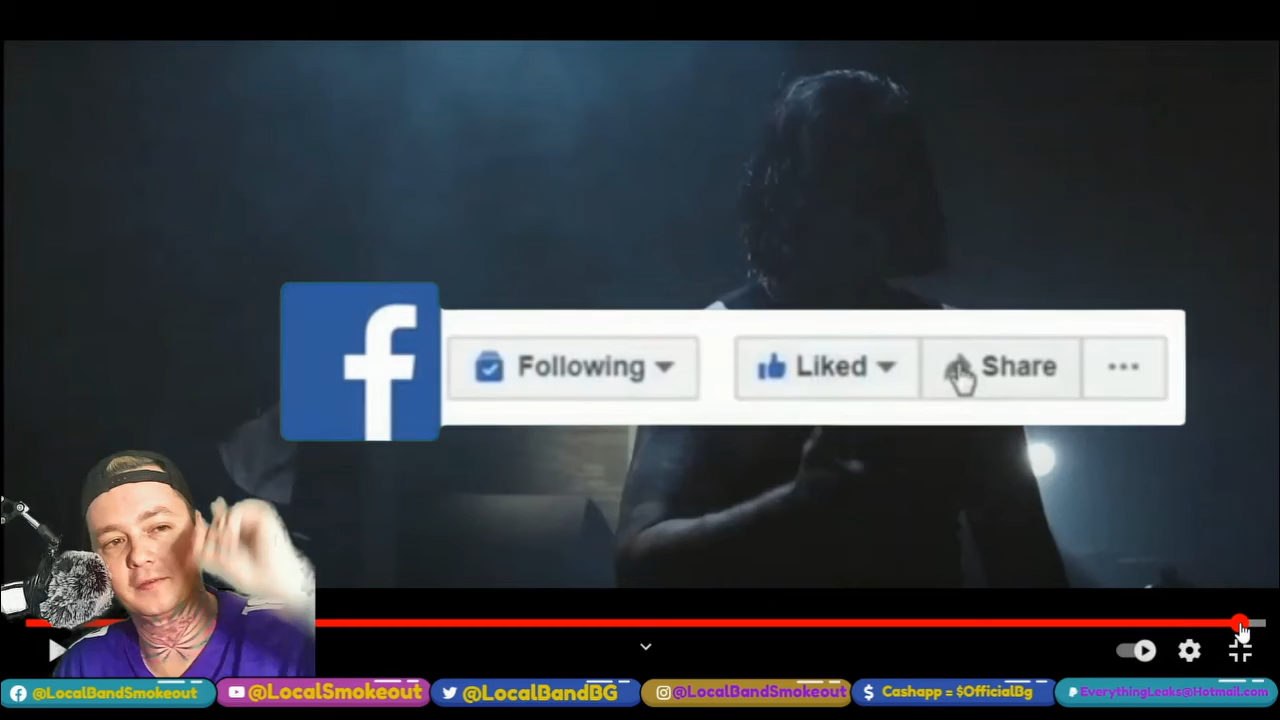 f
Following
Liked
Share
@LocalBandSmokeout
@LocalSmokeout
@LocalBandBG
@LocalBandSmokeout
$ Cashapp = $OfficialBg
EverythingLeaks@Hotmail.com